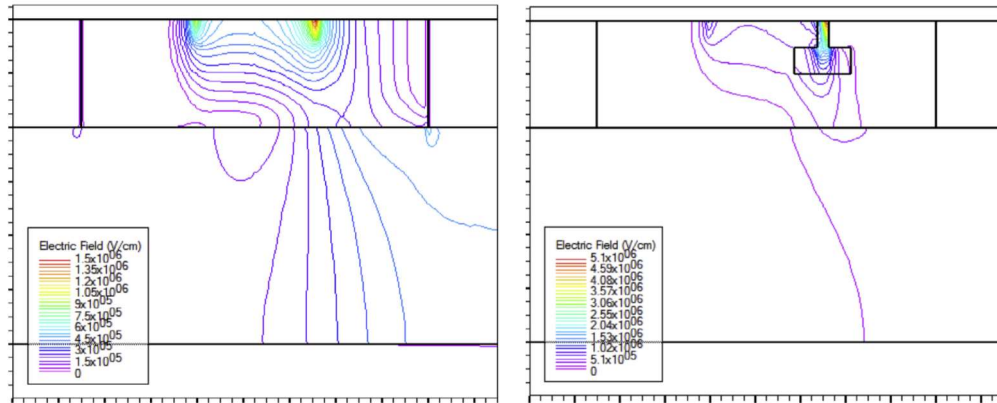 Electric Field (V/cm)
1.5x10^06
1.35x10^06
1.2x10^06
1.05x10^06
9x10^05
7.5x10^05
6x10^05
4.5x10^05
3x10^05
1.5x10^05
0
Electric Field (V/cm)
5.1x10^06
4.59x10^06
4.08x10^06
3.57x10^06
3.06x10^06
2.55x10^06
2.04x10^06
1.53x10^06
1.02x10^06
5.1x10^05
0